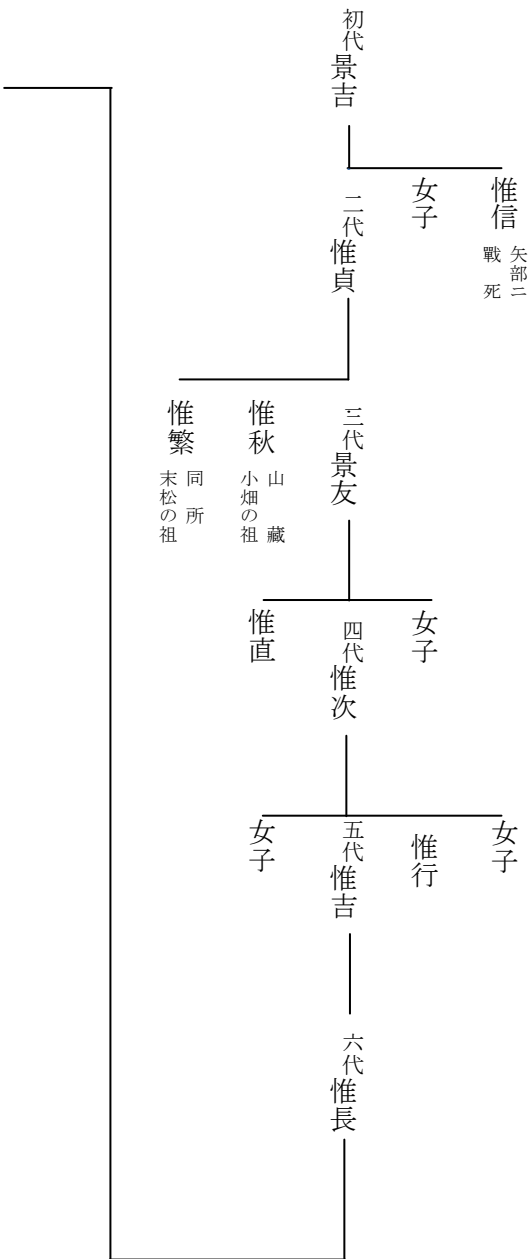 初代 景吉
惟信 矢部ニ
戰死
女子
二代 惟貞
三代 景友
惟秋 山藏
小畑の祖
惟繁 同所
末松の祖
女子
四代 惟次
惟直
女子
惟行
五代 惟吉
女子
六代 惟長